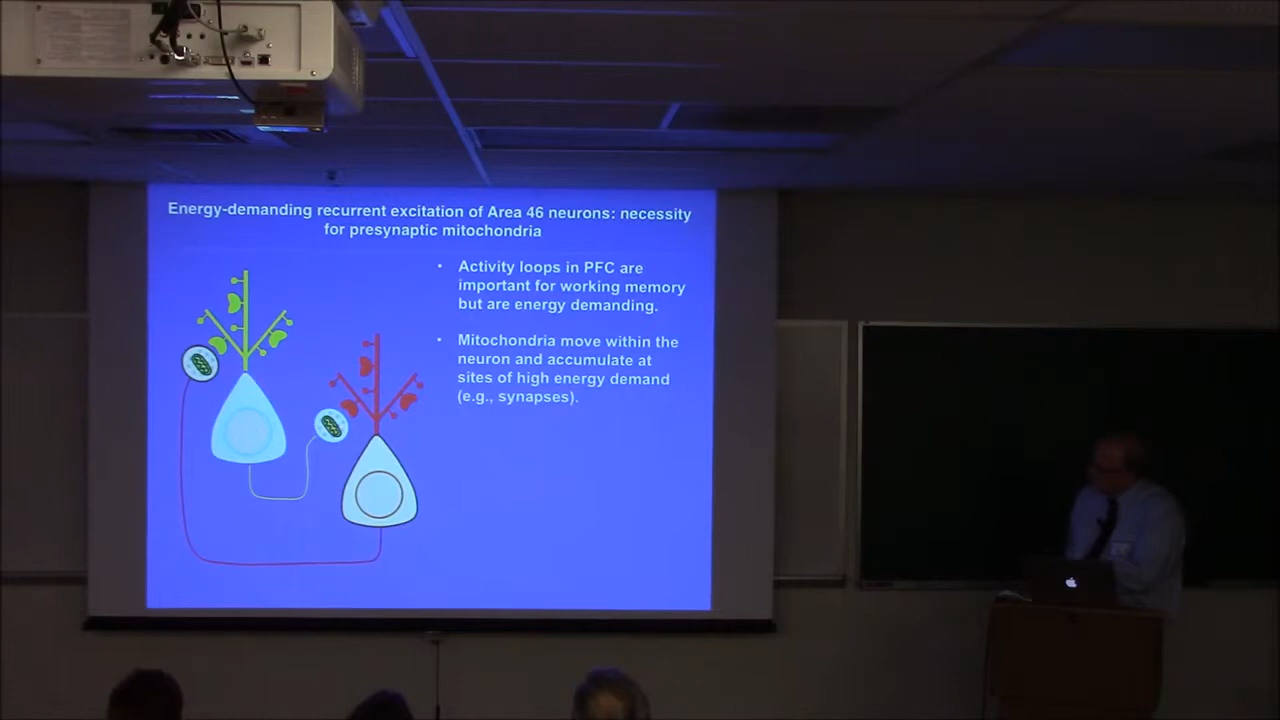 Energy-demanding recurrent excitation of Area 46 neurons: necessity
for presynaptic mitochondria
• Activity loops in PFC are
important for working memory
but are energy demanding.
• Mitochondria move within the
neuron and accumulate at
sites of high energy demand
(e.g., synapses).